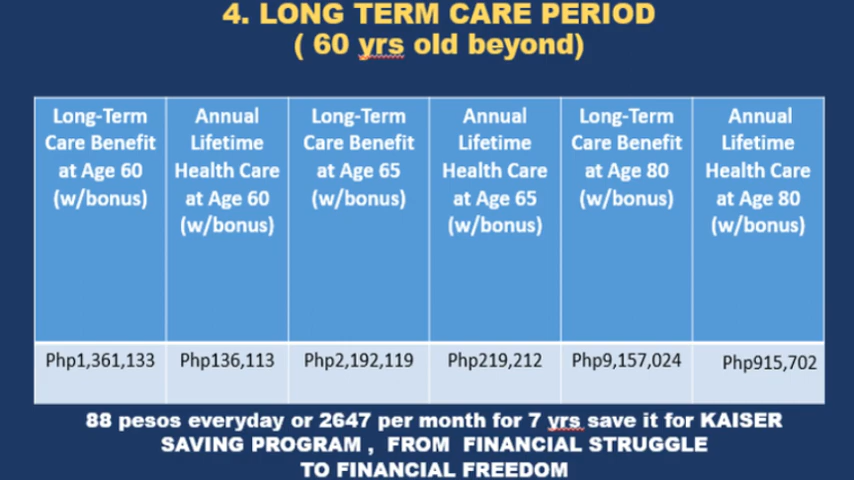 4. LONG TERM CARE PERIOD
( 60 yrs old beyond)
Long-Term
Care Benefit
at Age 60
(w/bonus)
Annual
Lifetime
Health Care
at Age 60
(w/bonus)
Long-Term
Care Benefit
at Age 65
(w/bonus)
Annual
Lifetime
Health Care
at Age 65
(w/bonus)
Long-Term
Care Benefit
at Age 80
(w/bonus)
Annual
Lifetime
Health Care
at Age 80
(w/bonus)
Php1,361,133
Php136,113
Php2,192,119
Php219,212
Php9,157,024
Php915,702
88 pesos everyday or 2647 per month for 7 yrs save it for KAISER
SAVING PROGRAM , FROM FINANCIAL STRUGGLE
TO FINANCIAL FREEDOM